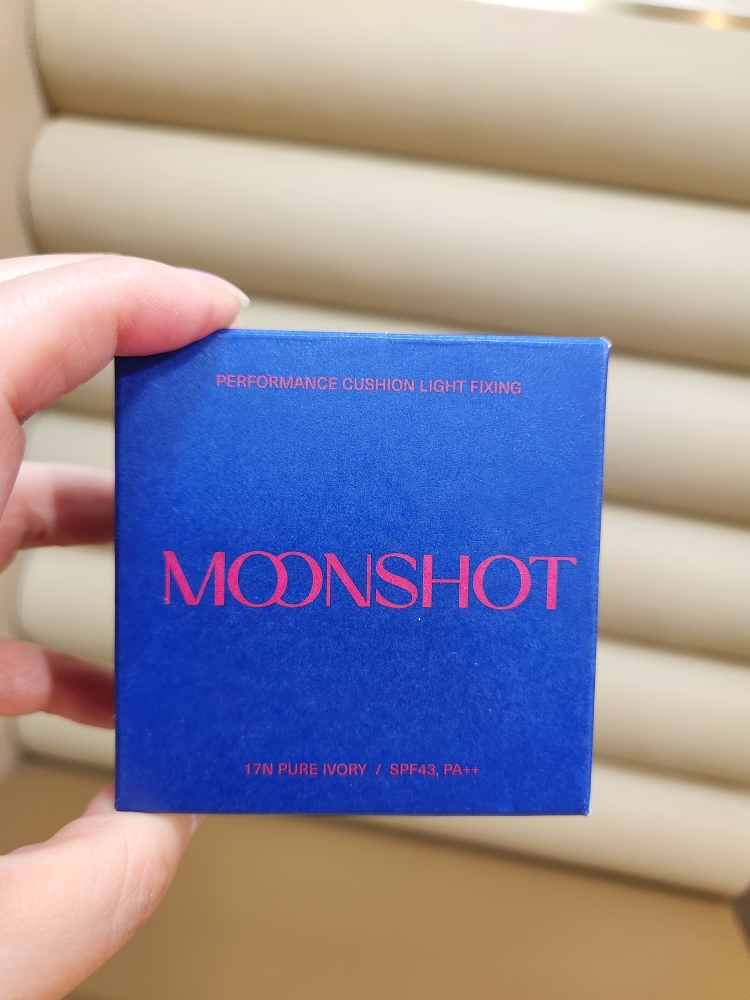 PERFORMANCE CUSHION LIGHT FIXING
MOONSHOT
17N PURE IVORY / SPF43, PA++